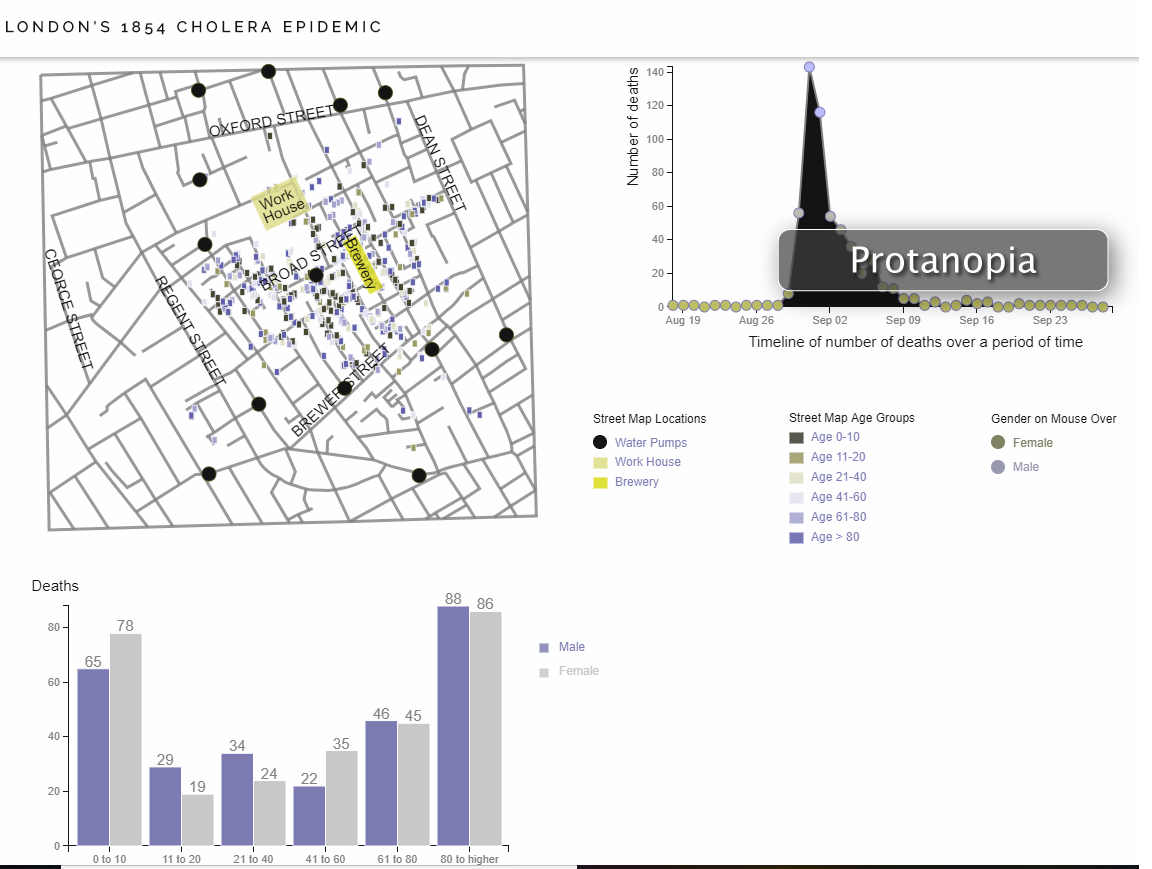 LONDON'S 1854 CHOLERA EPIDEMIC
OXFORD STREET
DEAN STREET
Work
House
BROAD STREET
Brewery
CEORGE STREET
REGENT STREET
BREWER STREET
Number of deaths
140
120
100
80
60
40
20
0
Protanopia
Aug 19
Aug 26
Sep 02
Sep 09
Sep 16
Sep 23
Timeline of number of deaths over a period of time
Street Map Locations
Water Pumps
Work House
Brewery
Street Map Age Groups
Age 0-10
Age 11-20
Age 21-40
Age 41-60
Age 61-80
Age > 80
Gender on Mouse Over
Female
Male
Deaths
80
60
40
20
0
65
78
29
19
34
24
22
35
46
45
88
86
0 to 10
11 to 20
21 to 40
41 to 60
61 to 80
80 to higher
Male
Female